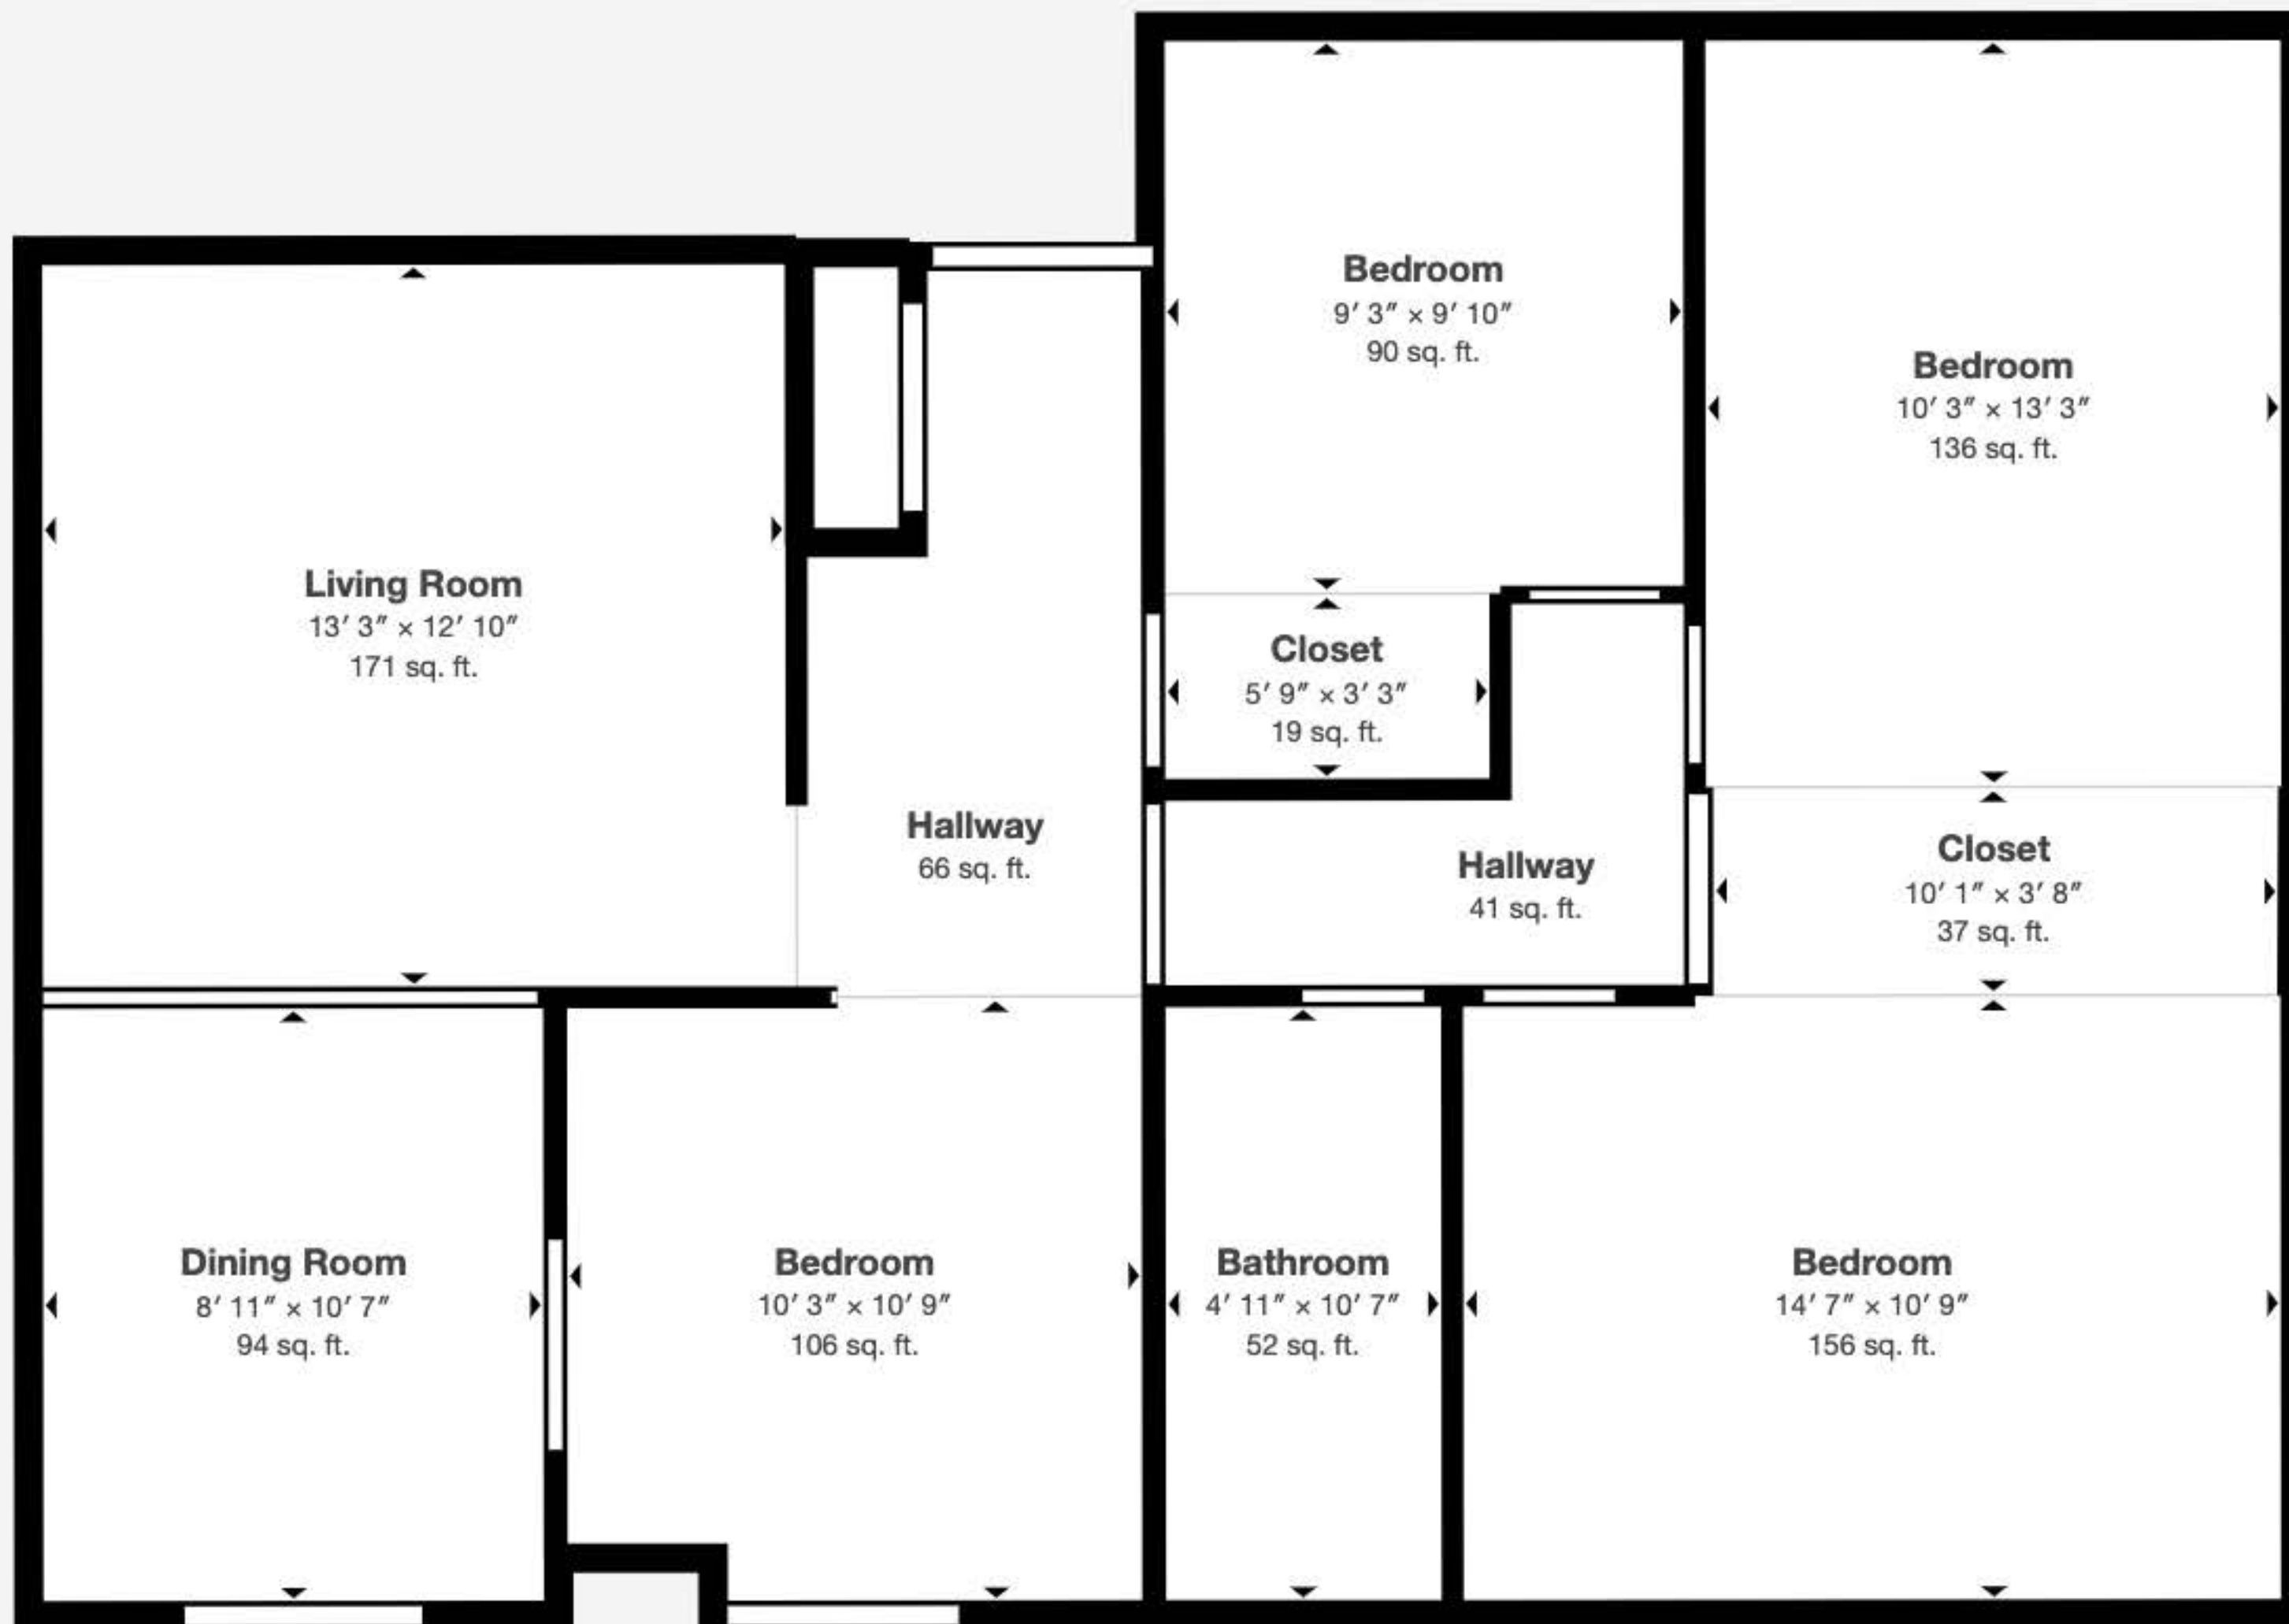 Bedroom
9′ 3″ × 9′ 10″
90 sq. ft.
Bedroom
10′ 3″ × 13′ 3″
136 sq. ft.
Living Room
13′ 3″ × 12′ 10″
171 sq. ft.
Closet
5′ 9″ × 3′ 3″
19 sq. ft.
Hallway
66 sq. ft.
Hallway
41 sq. ft.
Closet
10′ 1″ × 3′ 8″
37 sq. ft.
Dining Room
8′ 11″ × 10′ 7″
94 sq. ft.
Bedroom
10′ 3″ × 10′ 9″
106 sq. ft.
Bathroom
4′ 11″ × 10′ 7″
52 sq. ft.
Bedroom
14′ 7″ × 10′ 9″
156 sq. ft.